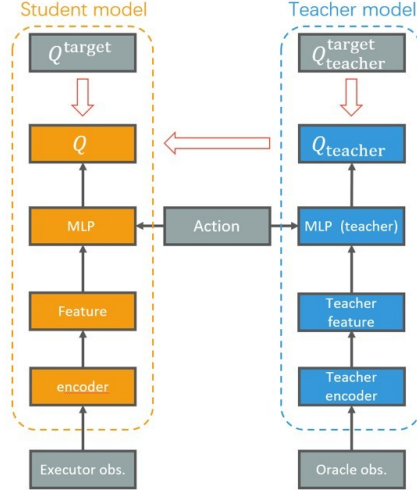 Student model
Teacher model
Q^target
Q^target_teacher
Q
Q_teacher
MLP
Action
MLP (teacher)
Feature
Teacher
feature
encoder
Teacher
encoder
Executor obs.
Oracle obs.